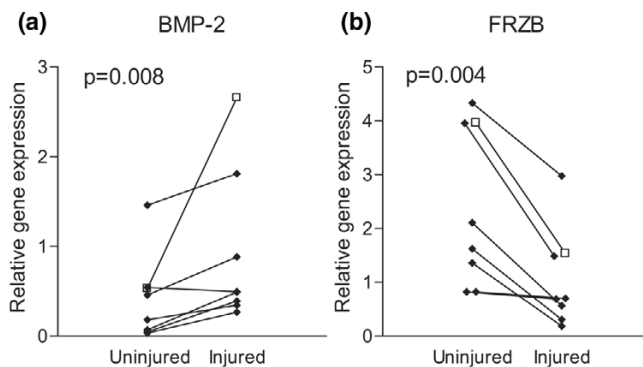 (a) BMP-2
p=0.008
Relative gene expression
3
2
1
0
Uninjured Injured
(b) FRZB
p=0.004
Relative gene expression
5
4
3
2
1
0
Uninjured Injured